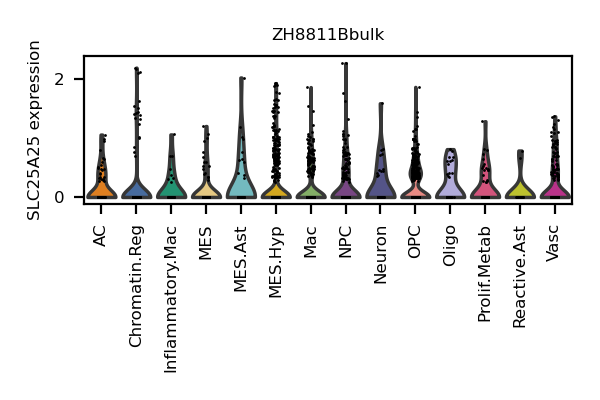 ZH8811Bbulk
SLC25A25 expression
2
0
AC
Chromatin.Reg
Inflammatory.Mac
MES
MES.Ast
MES.Hyp
Mac
NPC
Neuron
OPC
Oligo
Prolif.Metab
Reactive.Ast
Vasc